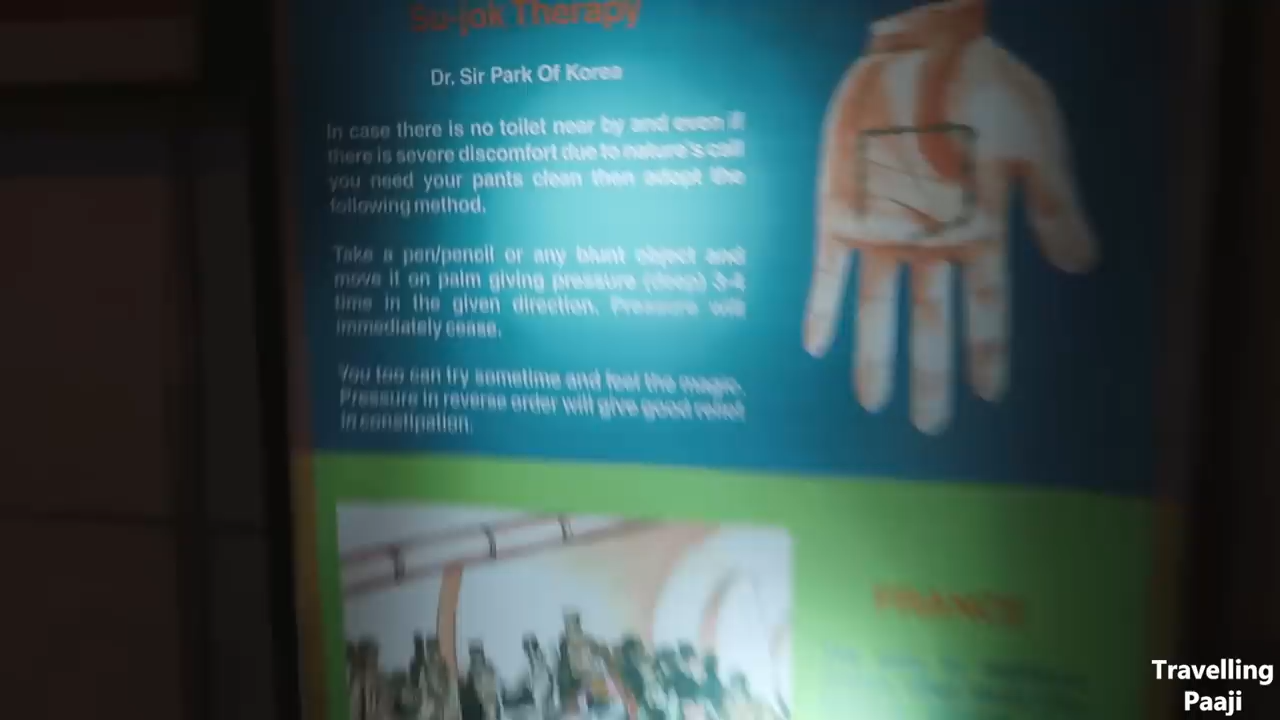 Su-jok Therapy
Dr. Sir Park Of Korea
In case there is no toilet near by and even if
there is severe discomfort due to nature's call
you need your pants clean then adopt the
following method.
Take a pen/pencil or any blunt object and
move it on palm giving pressure (deep) 3-4
time in the given direction. Pressure will
immediately cease.
You too can try sometime and feel the magic.
Pressure in reverse order will give good relief
in constipation.
FRANCE
Travelling
Paaji